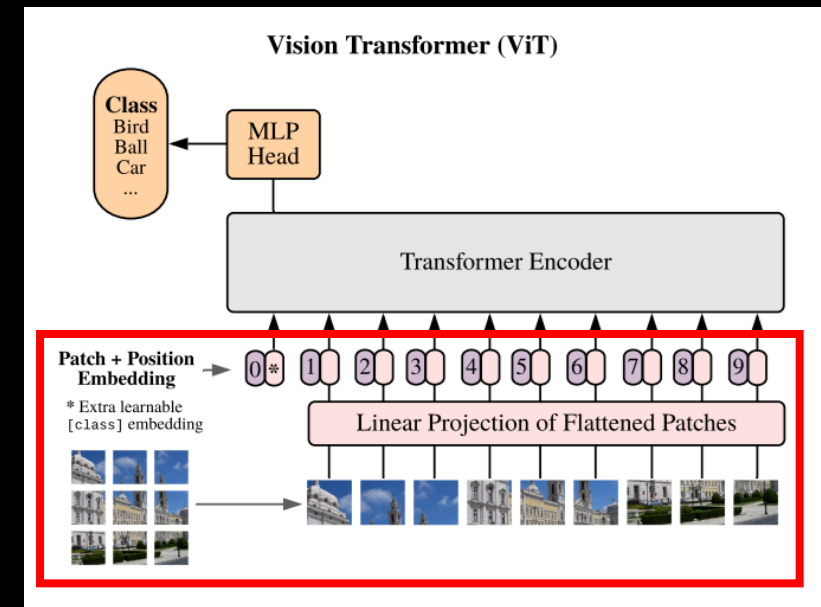 Vision Transformer (ViT)
Class
Bird
Ball
Car
...
MLP
Head
Transformer Encoder
Patch + Position
Embedding
0 * 1 2 3 4 5 6 7 8 9
* Extra learnable
[class] embedding
Linear Projection of Flattened Patches